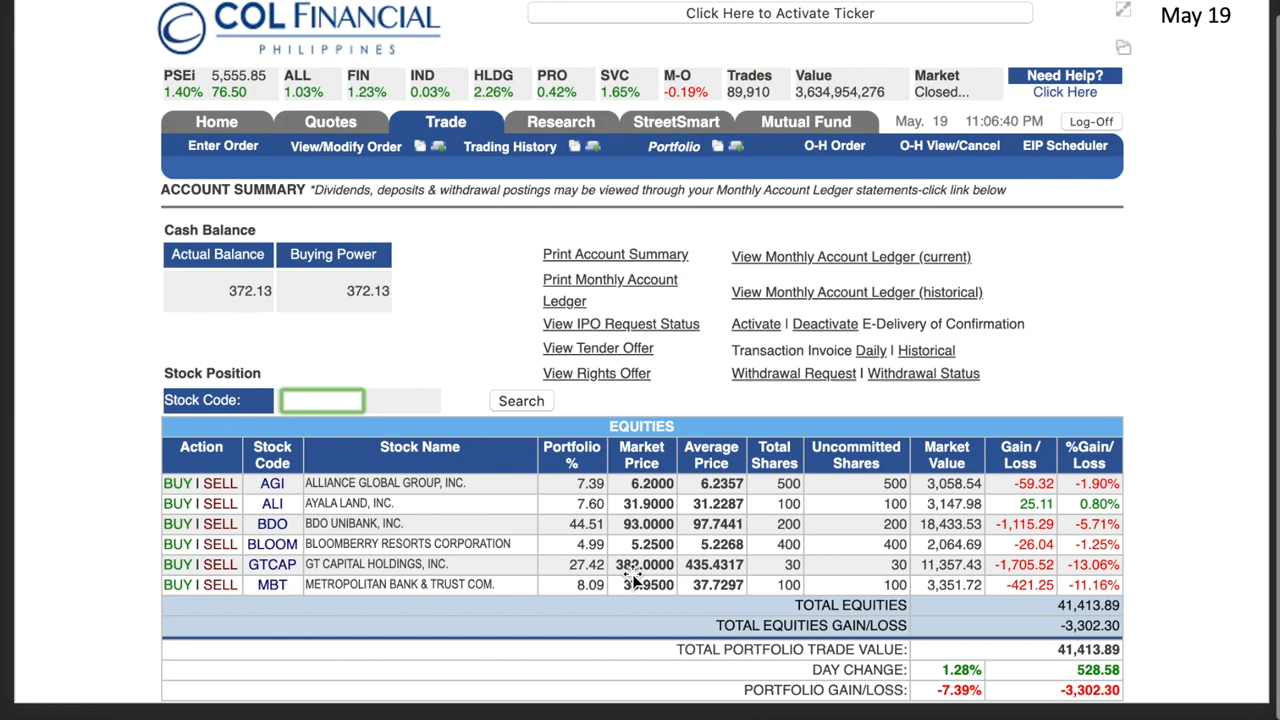 COL FINANCIAL
PHILIPPINES
Click Here to Activate Ticker
May 19
PSEi 5,555.85 ALL FIN IND HLDG PRO SVC M-O Trades Value Market Need Help?
1.40% 76.50 1.03% 1.23% 0.03% 2.26% 0.42% 1.65% -0.19% 89,910 3,634,954,276 Closed... Click Here
Home Quotes Trade Research StreetSmart Mutual Fund May. 19 11:06:40 PM Log-Off
Enter Order View/Modify Order Trading History Portfolio O-H Order O-H View/Cancel EIP Scheduler
ACCOUNT SUMMARY *Dividends, deposits & withdrawal postings may be viewed through your Monthly Account Ledger statements-click link below
Cash Balance
Actual Balance Buying Power
372.13 372.13
Print Account Summary
Print Monthly Account
Ledger
View IPO Request Status
View Tender Offer
View Rights Offer
View Monthly Account Ledger (current)
View Monthly Account Ledger (historical)
Activate | Deactivate E-Delivery of Confirmation
Transaction Invoice Daily | Historical
Withdrawal Request | Withdrawal Status
Stock Position
Stock Code: Search
EQUITIES
Action Stock Code Stock Name Portfolio % Market Price Average Price Total Shares Uncommitted Shares Market Value Gain / Loss %Gain/ Loss
BUY | SELL AGI ALLIANCE GLOBAL GROUP, INC. 7.39 6.2000 6.2357 500 500 3,058.54 -59.32 -1.90%
BUY | SELL ALI AYALA LAND, INC. 7.60 31.9000 31.2287 100 100 3,147.98 25.11 0.80%
BUY | SELL BDO BDO UNIBANK, INC. 44.51 93.0000 97.7441 200 200 18,433.53 -1,115.29 -5.71%
BUY | SELL BLOOM BLOOMBERRY RESORTS CORPORATION 4.99 5.2500 5.2268 400 400 2,064.69 -26.04 -1.25%
BUY | SELL GTCAP GT CAPITAL HOLDINGS, INC. 27.42 435.4317 30 30 11,357.43 -1,705.52 -13.06%
BUY | SELL MBT METROPOLITAN BANK & TRUST COM. 8.09 37.7297 100 100 3,351.72 -421.25 -11.16%
TOTAL EQUITIES 41,413.89
TOTAL EQUITIES GAIN/LOSS -3,302.30
TOTAL PORTFOLIO TRADE VALUE: 41,413.89
DAY CHANGE: 1.28% 528.58
PORTFOLIO GAIN/LOSS: -7.39% -3,302.30